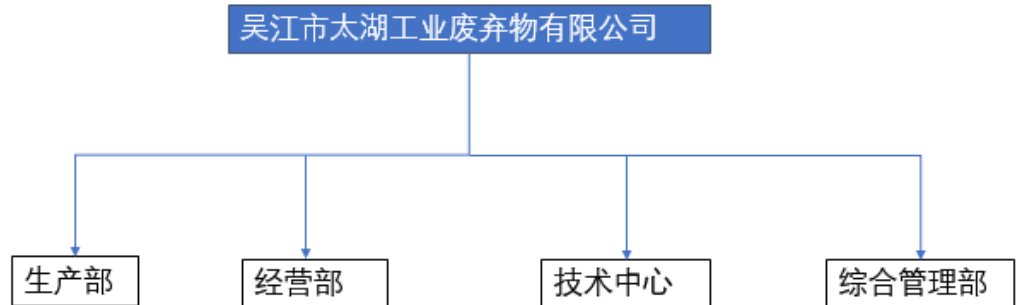 吴江市太湖工业废弃物有限公司
生产部
经营部
技术中心
综合管理部